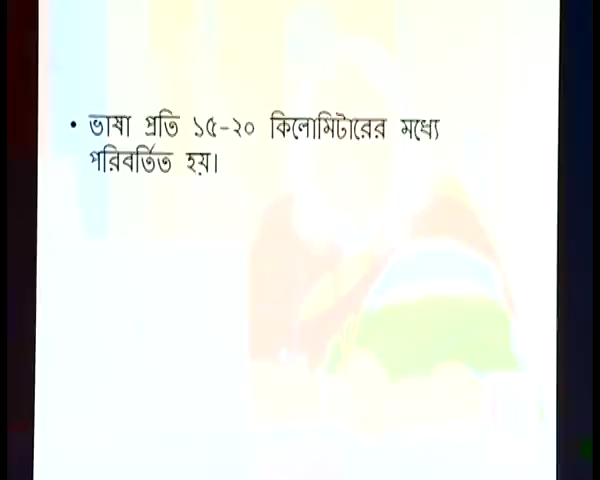 • ভাষা প্রতি ১৫-২০ কিলোমিটারের মধ্যে
পরিবর্তিত হয়।